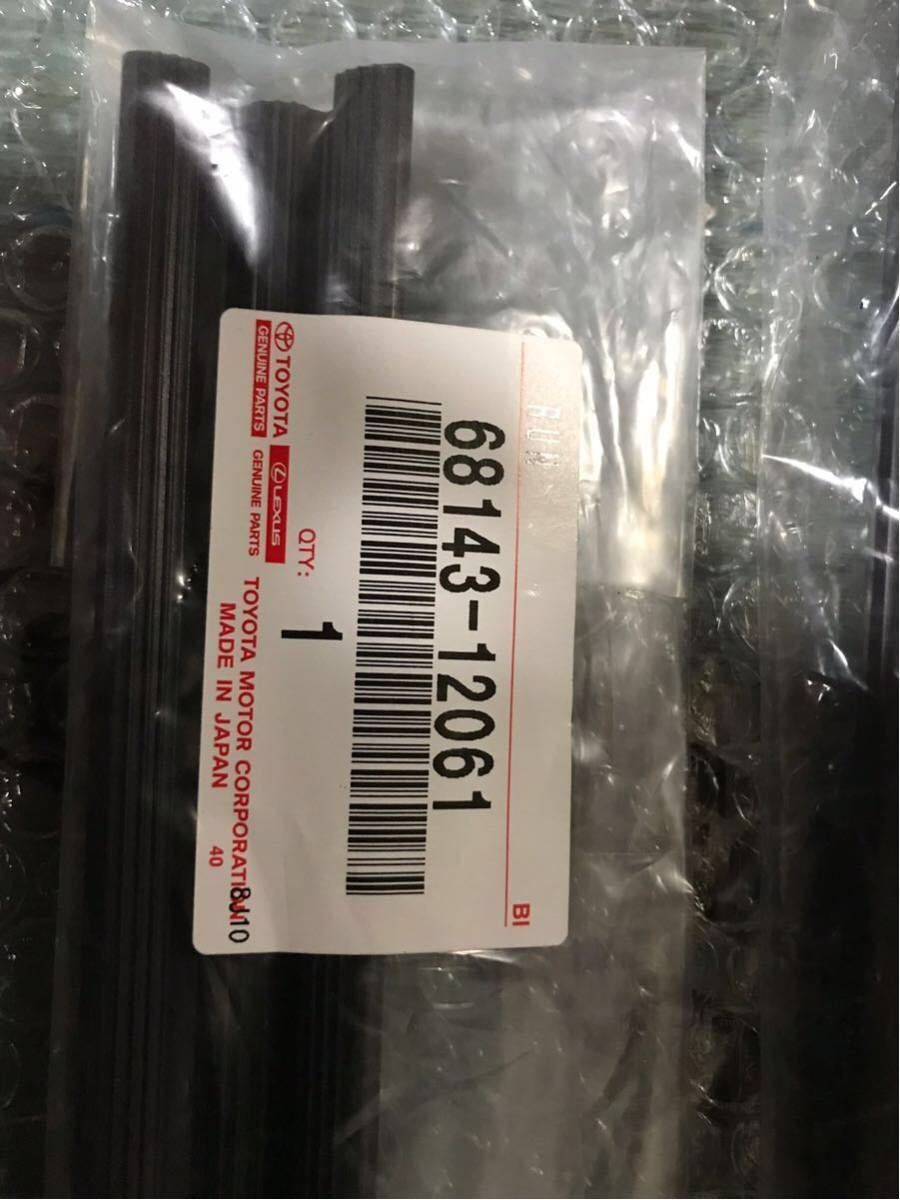 RUN
BI
68143-12061
QTY:
1
TOYOTA
GENUINE PARTS
LEXUS
GENUINE PARTS
TOYOTA MOTOR CORPORATION
MADE IN JAPAN
40
8J10